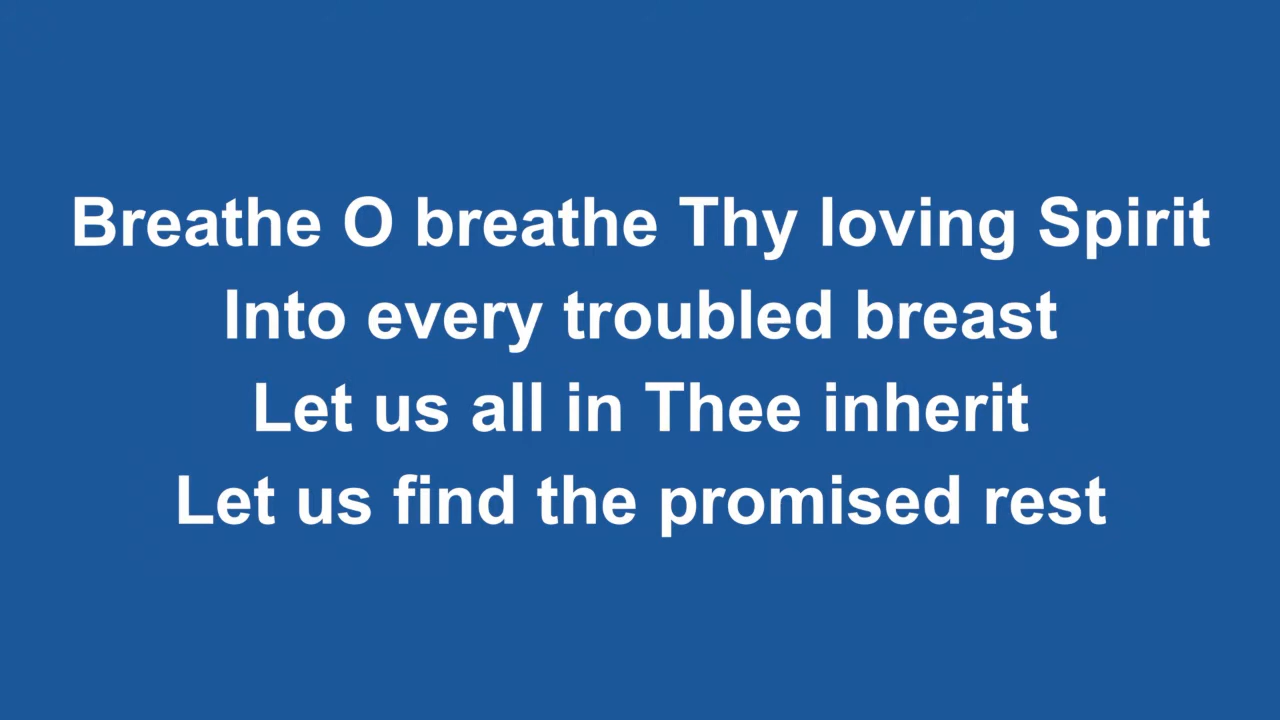 Breathe O breathe Thy loving Spirit
Into every troubled breast
Let us all in Thee inherit
Let us find the promised rest